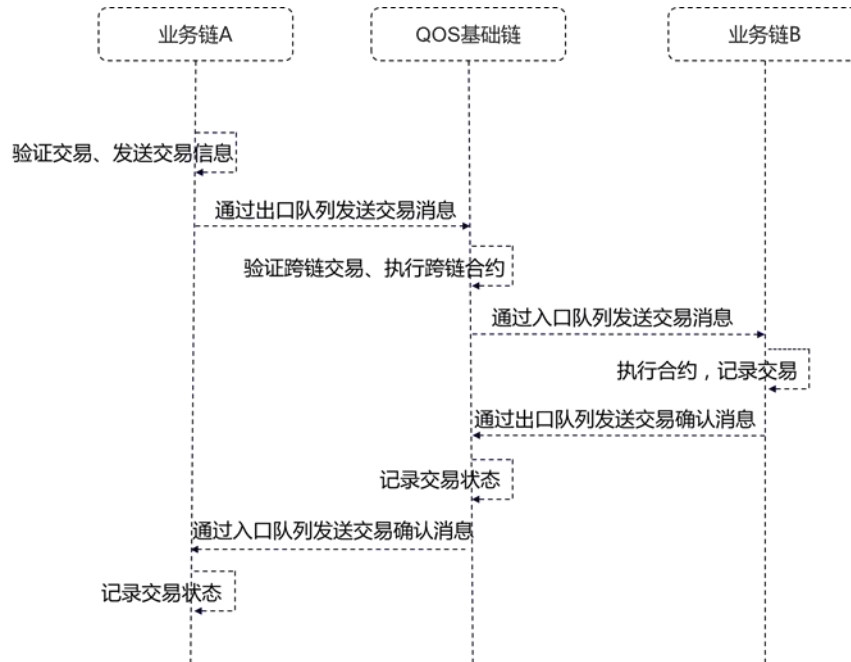 业务链A
QOS基础链
业务链B
验证交易、发送交易信息
通过出口队列发送交易消息
验证跨链交易、执行跨链合约
通过入口队列发送交易消息
执行合约，记录交易
通过出口队列发送交易确认消息
记录交易状态
通过入口队列发送交易确认消息
记录交易状态